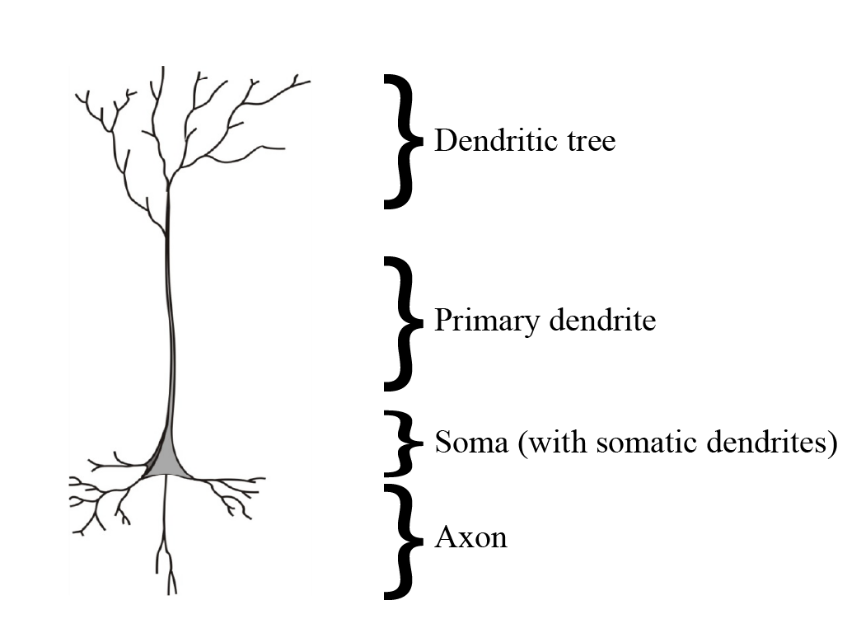 Dendritic tree
Primary dendrite
Soma (with somatic dendrites)
Axon